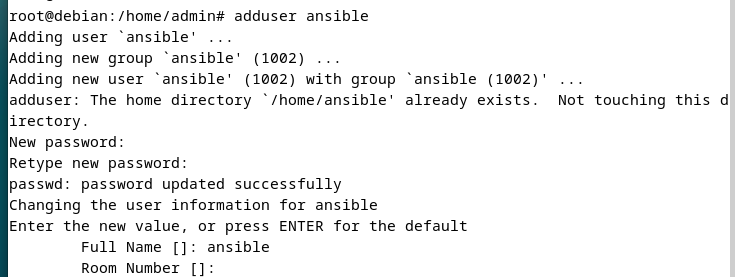 root@debian:/home/admin# adduser ansible
Adding user `ansible' ...
Adding new group `ansible' (1002) ...
Adding new user `ansible' (1002) with group `ansible (1002)' ...
adduser: The home directory `/home/ansible' already exists.  Not touching this d
irectory.
New password:
Retype new password:
passwd: password updated successfully
Changing the user information for ansible
Enter the new value, or press ENTER for the default
        Full Name []: ansible
        Room Number []: